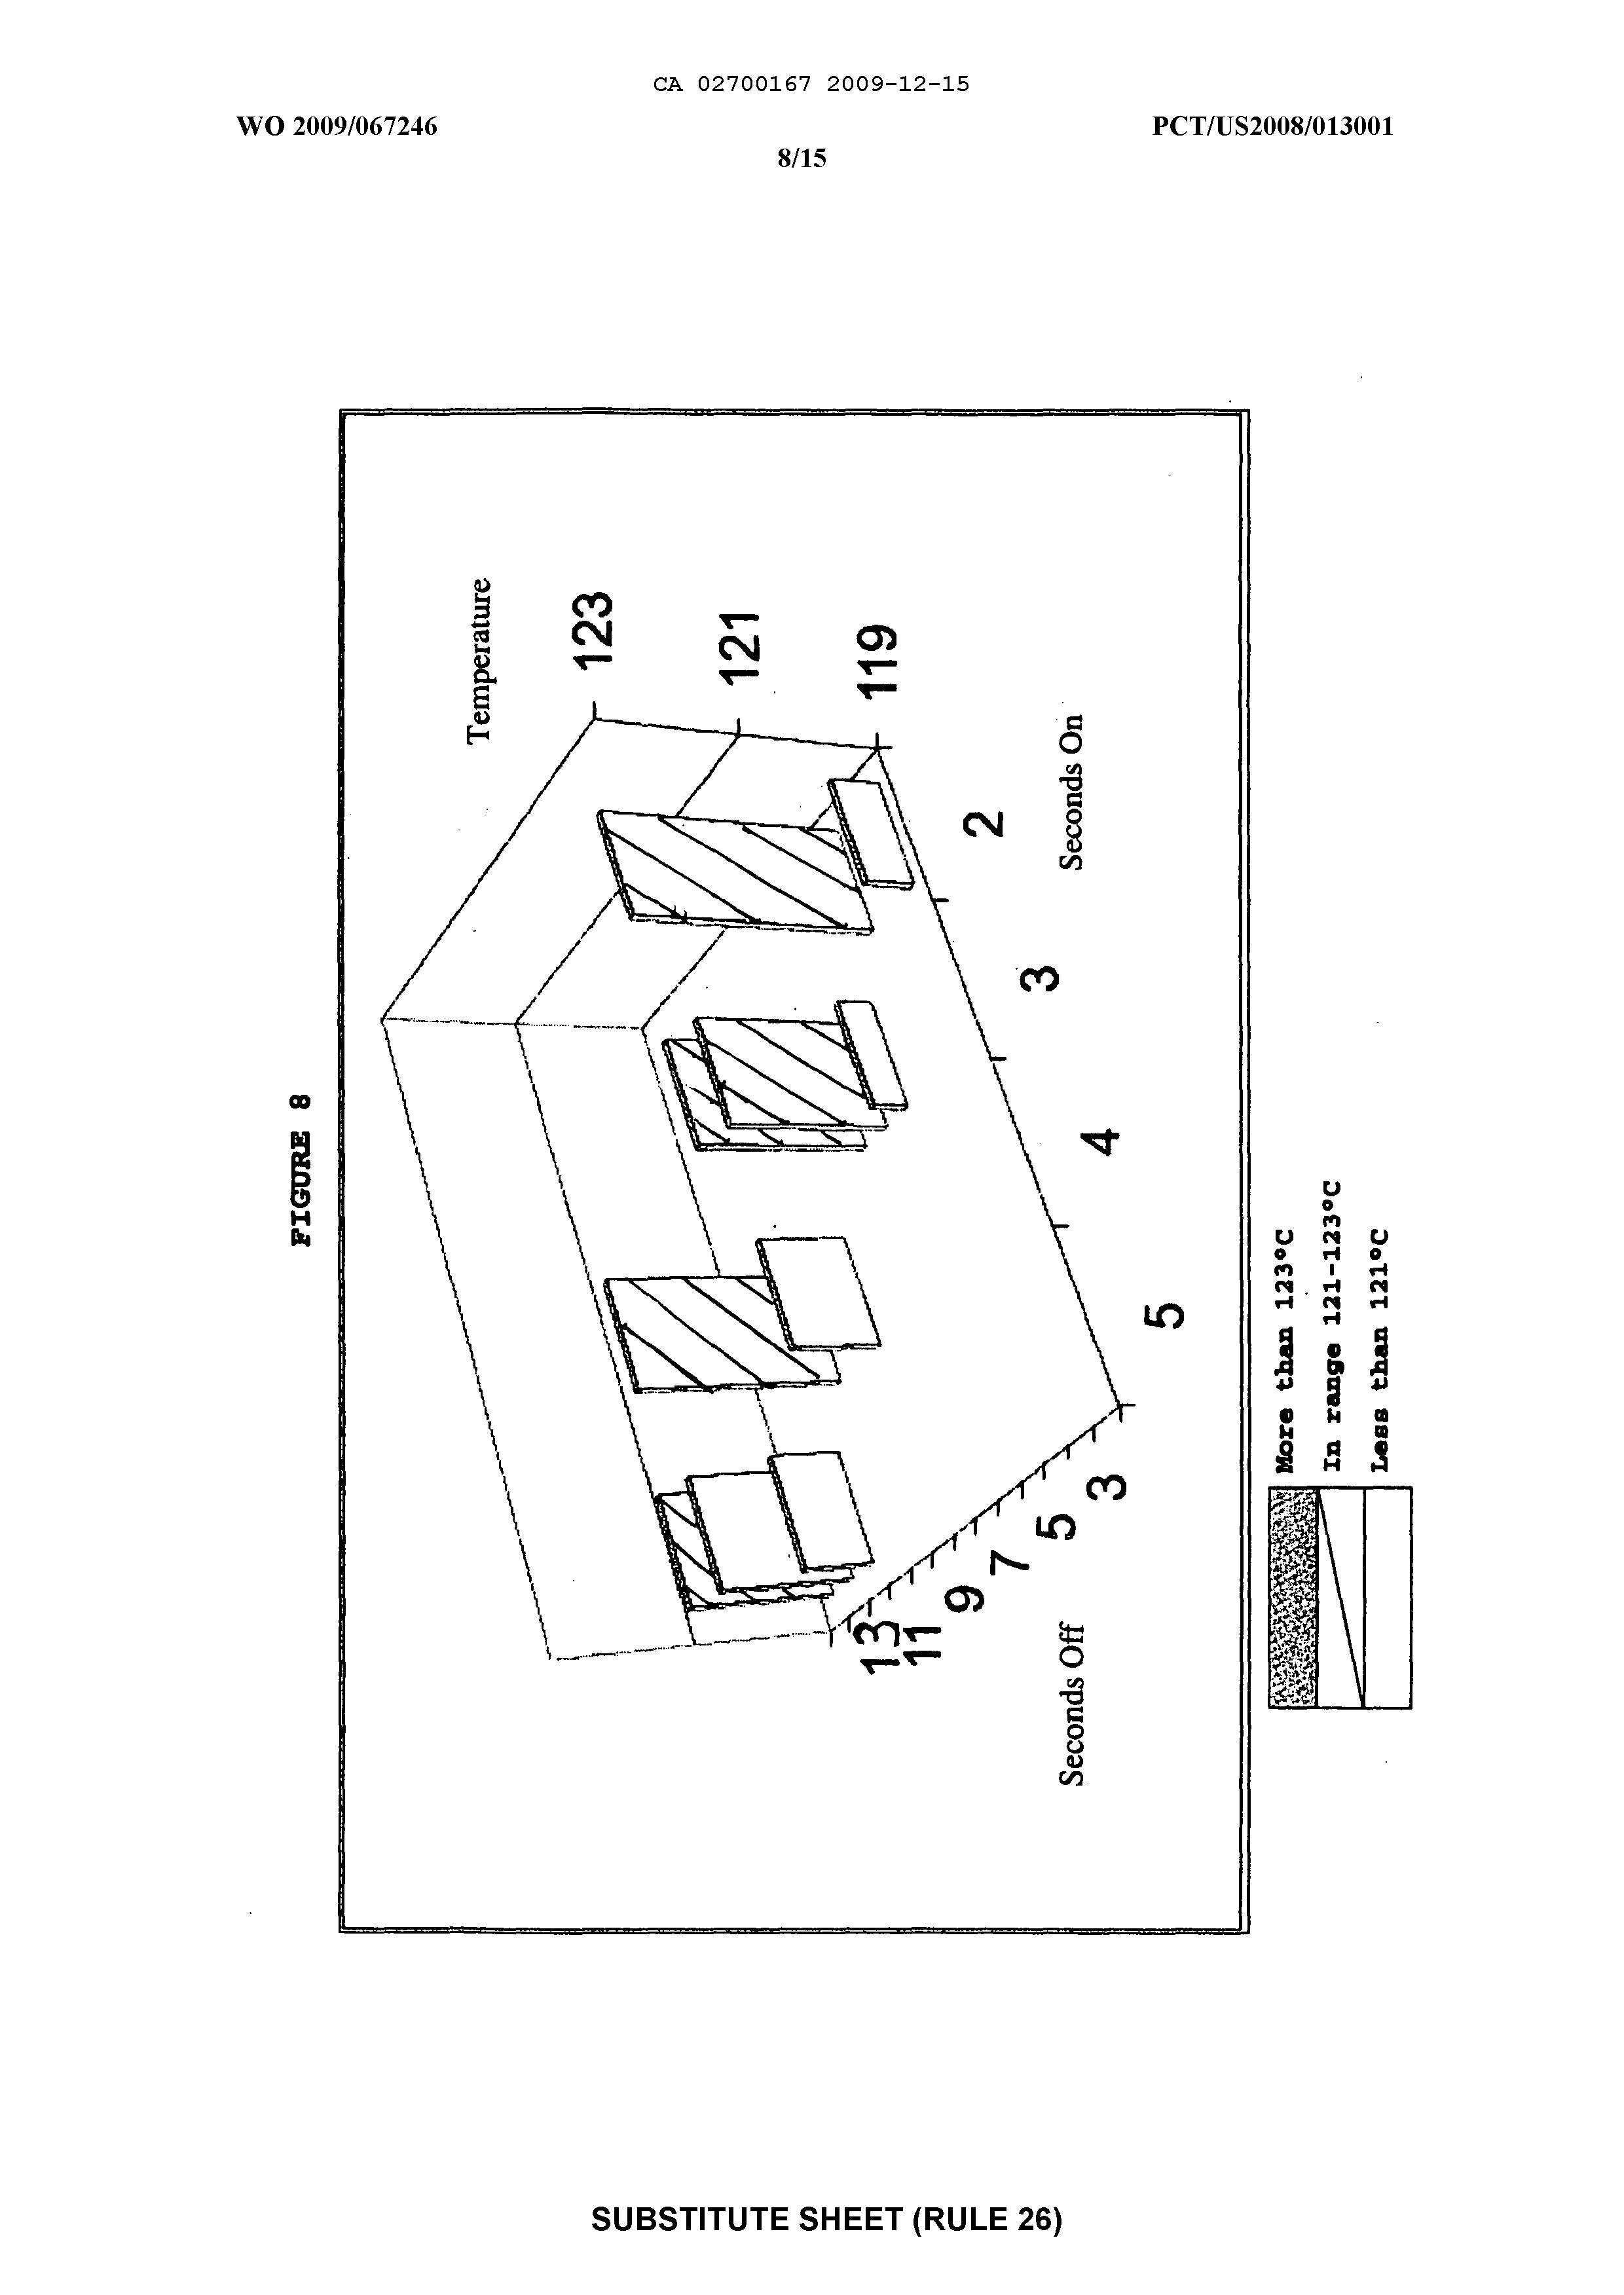 CA 02700167 2009-12-15
WO 2009/067246
PCT/US2008/013001
8/15
FIGURE 8
Temperature
123
121
119
Seconds On
2
3
4
5
3
5
7
9
11
13
Seconds Off
More than 123°C
In range 121-123°C
Less than 121°C
SUBSTITUTE SHEET (RULE 26)